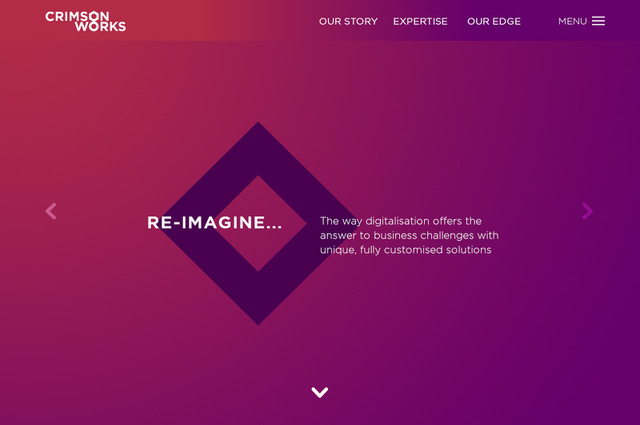 CRIMSON
WORKS
OUR STORY
EXPERTISE
OUR EDGE
MENU
RE-IMAGINE...
The way digitalisation offers the
answer to business challenges with
unique, fully customised solutions